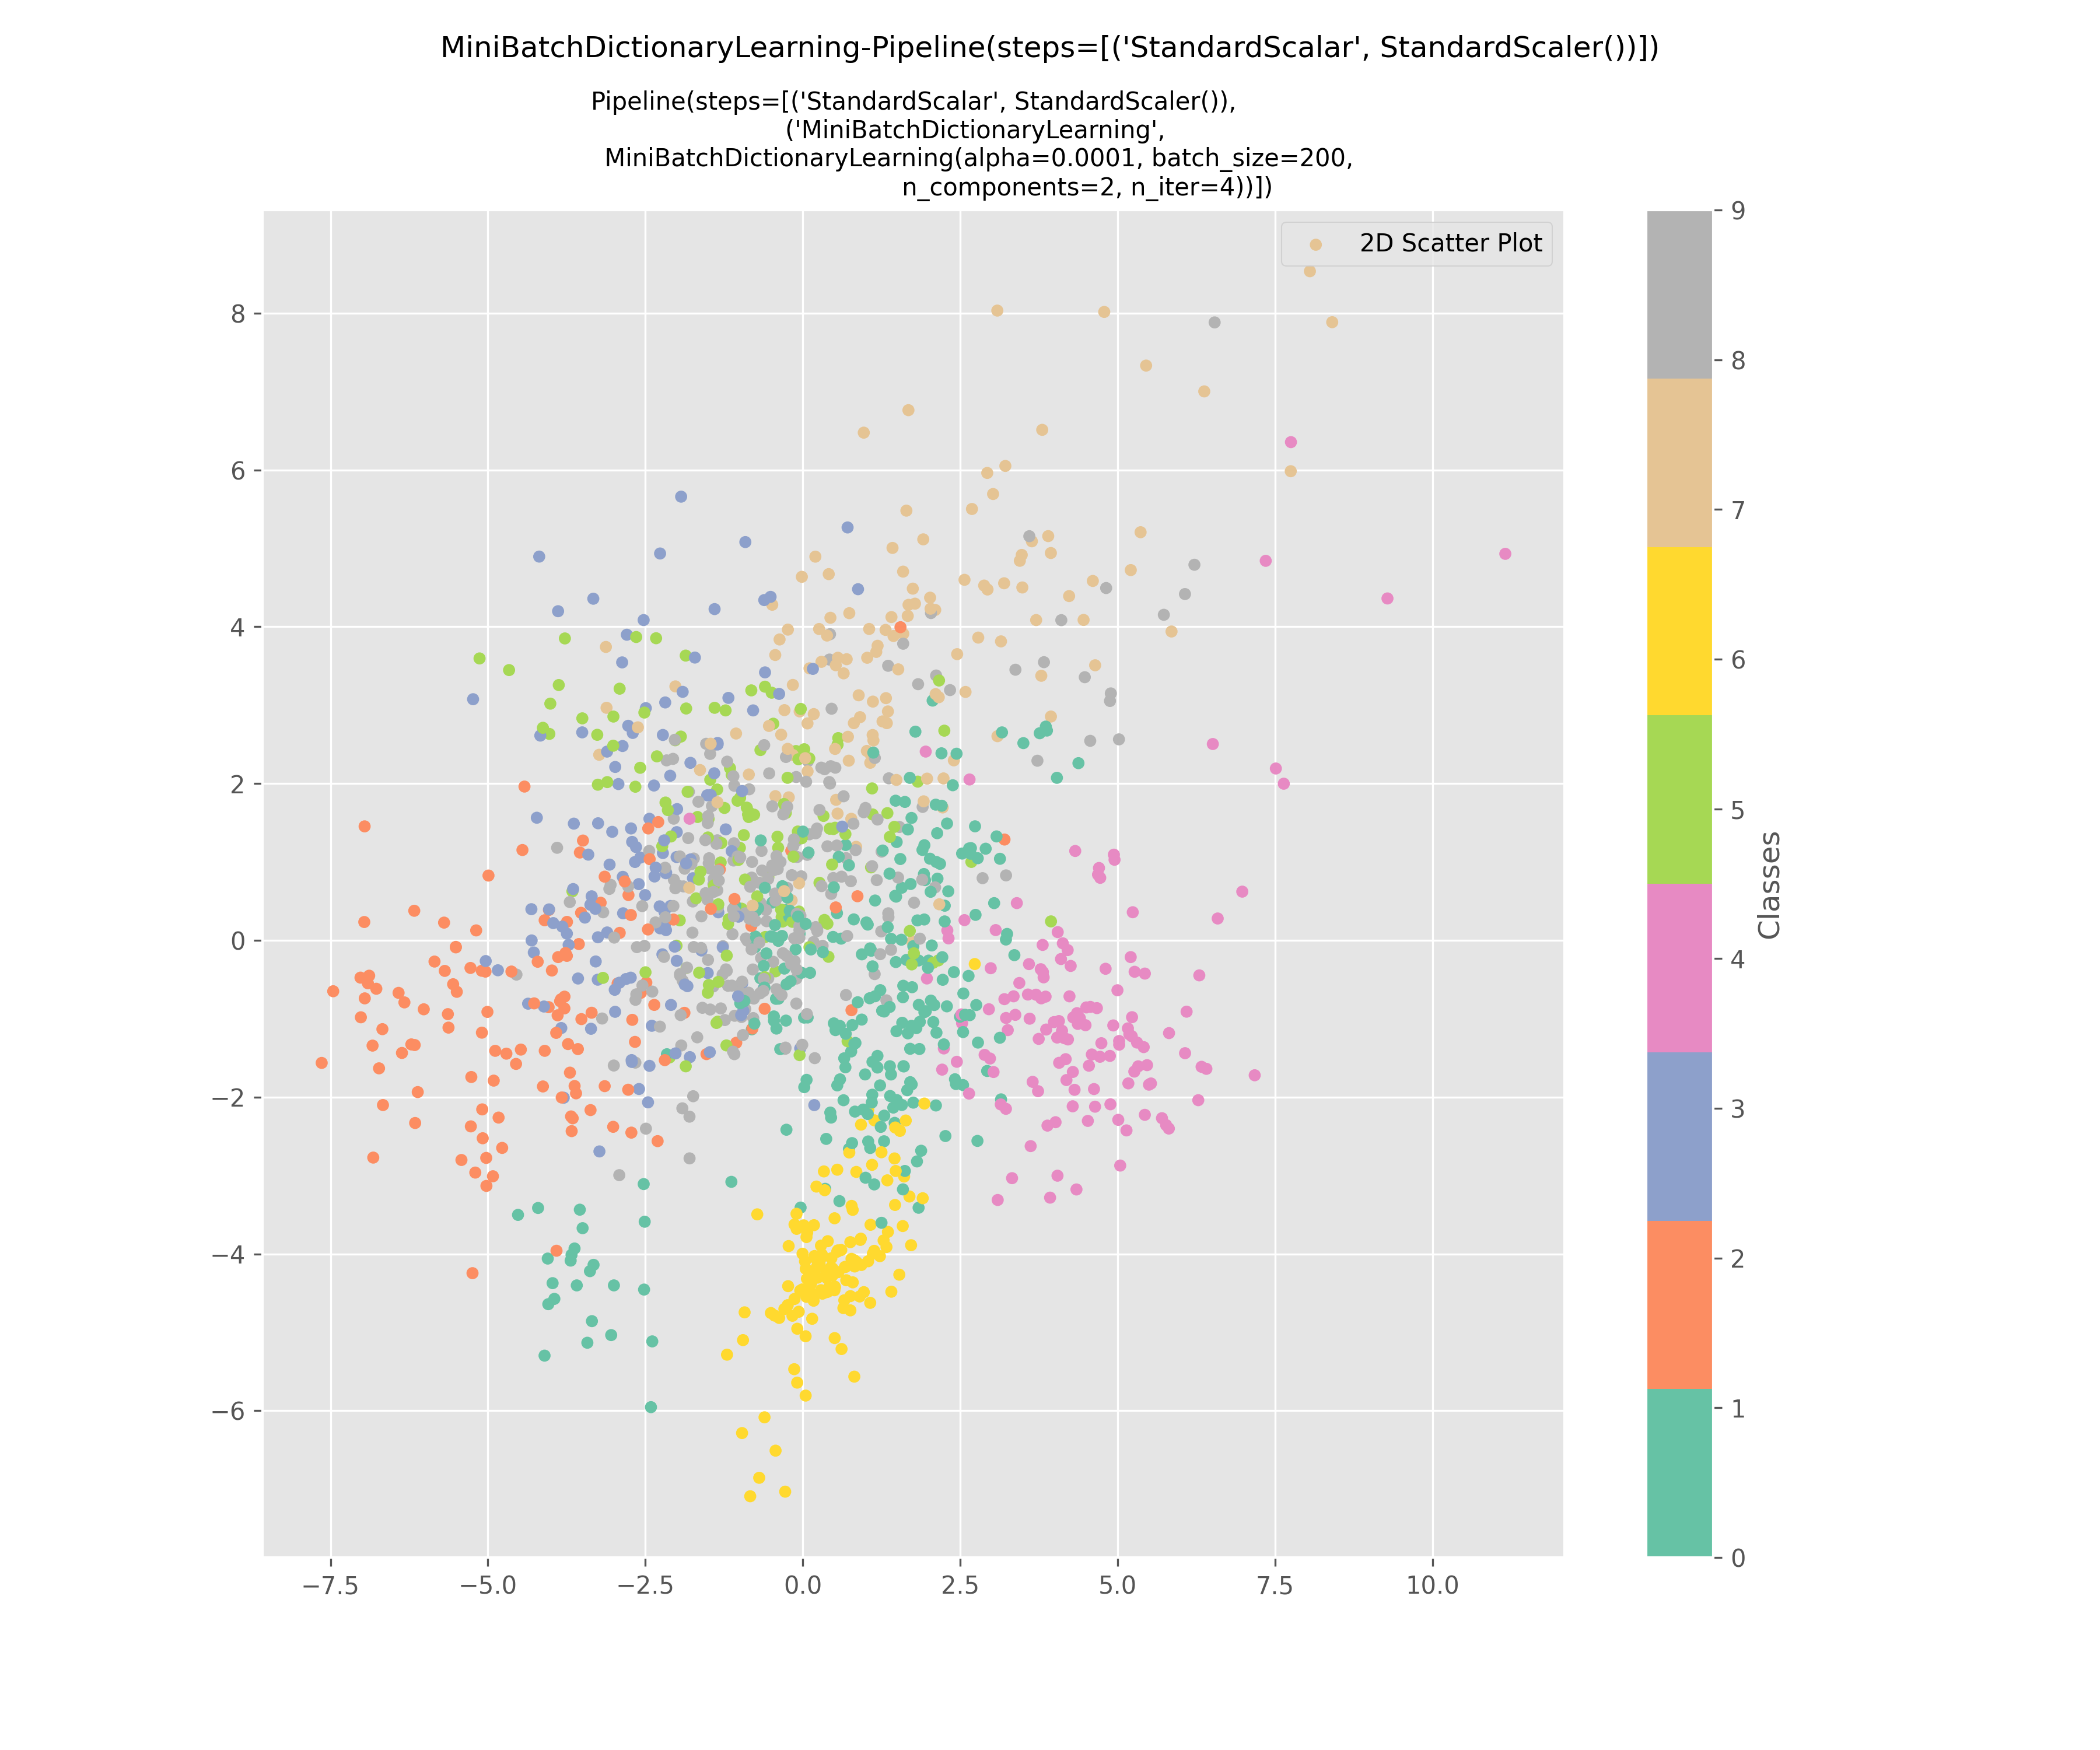 MiniBatchDictionaryLearning-Pipeline(steps=[('StandardScalar', StandardScaler())])
Pipeline(steps=[('StandardScalar', StandardScaler()),
('MiniBatchDictionaryLearning',
MiniBatchDictionaryLearning(alpha=0.0001, batch_size=200,
n_components=2, n_iter=4))])
2D Scatter Plot
8
6
4
2
0
−2
−4
−6
−7.5 −5.0 −2.5 0.0 2.5 5.0 7.5 10.0
9
8
7
6
5
4
3
2
1
0
Classes